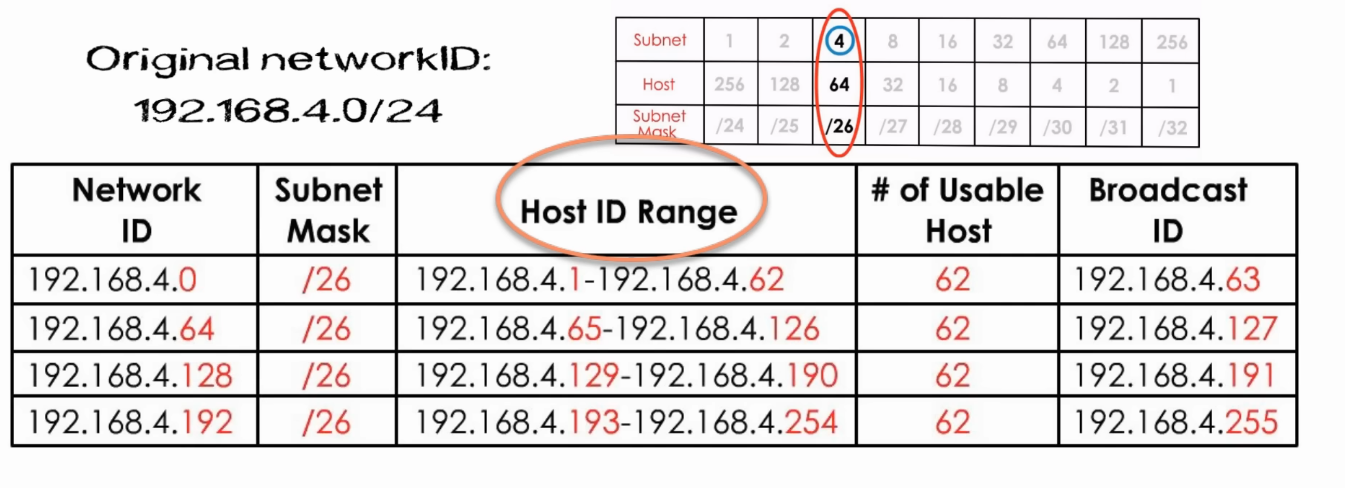 Original networkID:
192.168.4.0/24
Subnet 1 2 4 8 16 32 64 128 256
Host 256 128 64 32 16 8 4 2 1
Subnet Mask /24 /25 /26 /27 /28 /29 /30 /31 /32
Network ID Subnet Mask Host ID Range # of Usable Host Broadcast ID
192.168.4.0 /26 192.168.4.1-192.168.4.62 62 192.168.4.63
192.168.4.64 /26 192.168.4.65-192.168.4.126 62 192.168.4.127
192.168.4.128 /26 192.168.4.129-192.168.4.190 62 192.168.4.191
192.168.4.192 /26 192.168.4.193-192.168.4.254 62 192.168.4.255